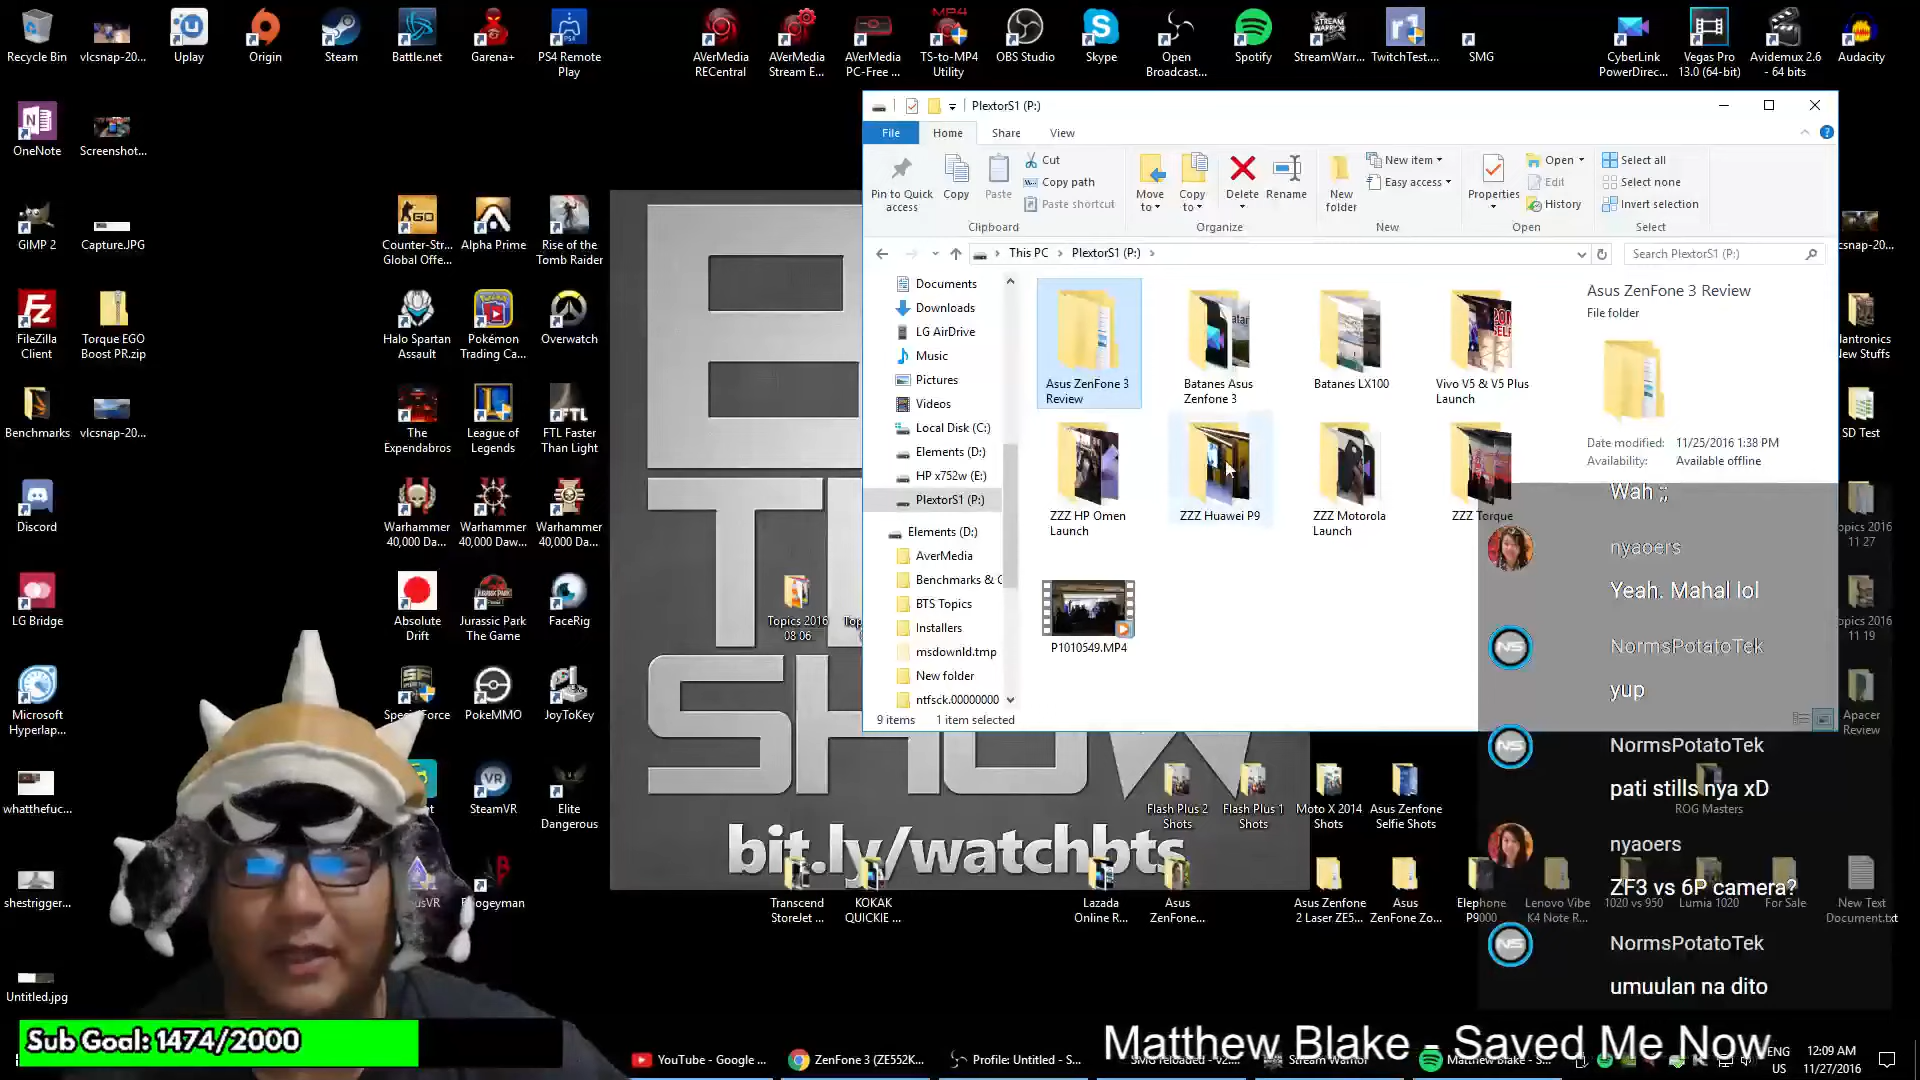 Recycle Bin
vlcsnap-20...
Uplay
Origin
Steam
Battle.net
Garena+
PS4 Remote
Play
AVerMedia
RECentral
AVerMedia
Stream E...
AVerMedia
PC-Free ...
TS-to-MP4
Utility
OBS Studio
Skype
Open
Broadcast...
Spotify
StreamWarr...
TwitchTest....
SMG
CyberLink
PowerDirec...
Vegas Pro
13.0 (64-bit)
Avidemux 2.6
- 64 bits
Audacity
OneNote
Screenshot...
GIMP 2
Capture.JPG
Counter-Str...
Global Offe...
Alpha Prime
Rise of the
Tomb Raider
FileZilla
Client
Torque EGO
Boost PR.zip
Halo Spartan
Assault
Pokémon
Trading Ca...
Overwatch
Benchmarks
vlcsnap-20...
The
Expendabros
League of
Legends
FTL Faster
Than Light
Discord
Warhammer
40,000 Da...
Warhammer
40,000 Daw...
Warhammer
40,000 Da...
LG Bridge
Absolute
Drift
Jurassic Park
The Game
FaceRig
Microsoft
Hyperlap...
PokeMMO
JoyToKey
whatthefuc...
SteamVR
Elite
Dangerous
shestrigger...
Untitled.jpg
Topics 2016
08 06
PlextorS1 (P:)
File
Home
Share
View
Pin to Quick
access
Copy
Paste
Cut
Copy path
Paste shortcut
Clipboard
Move
to
Copy
to
Delete
Rename
Organize
New
folder
New item
Easy access
New
Properties
Open
Edit
History
Open
Select all
Select none
Invert selection
Select
This PC
PlextorS1 (P:)
Search PlextorS1 (P:)
Documents
Downloads
LG AirDrive
Music
Pictures
Videos
Local Disk (C:)
Elements (D:)
HP x752w (E:)
PlextorS1 (P:)
Elements (D:)
AverMedia
Benchmarks & C
BTS Topics
Installers
msdownld.tmp
New folder
ntfsck.00000000
Asus ZenFone 3
Review
Batanes Asus
Zenfone 3
Batanes LX100
Vivo V5 & V5 Plus
Launch
ZZZ HP Omen
Launch
ZZZ Huawei P9
ZZZ Motorola
Launch
ZZZ Torque
P1010549.MP4
Asus ZenFone 3 Review
File folder
Date modified: 11/25/2016 1:38 PM
Availability: Available offline
9 items 1 item selected
SHOW
bit.ly/watchbts
Wah ;;
nyaoers
Yeah. Mahal lol
NormsPotatoTek
yup
NormsPotatoTek
pati stills nya xD
nyaoers
ZF3 vs 6P camera?
NormsPotatoTek
umuulan na dito
csnap-20...
lantronics
New Stuffs
SD Test
opics 2016
11 27
opics 2016
11 19
Apacer
Review
ROG Masters
Flash Plus 2
Shots
Flash Plus 1
Shots
Moto X 2014
Shots
Asus Zenfone
Selfie Shots
Transcend
StoreJet ...
KOKAK
QUICKIE ...
Lazada
Online R...
Asus
ZenFone...
Asus Zenfone
2 Laser ZE5...
Asus
ZenFone Zo...
Elephone
P9000
Lenovo Vibe
K4 Note R...
1020 vs 950
Lumia 1020
For Sale
New Text
Document.txt
Sub Goal: 1474/2000
Matthew Blake - Saved Me Now
YouTube - Google ...
ZenFone 3 (ZE552K...
Profile: Untitled - S...
ENG
US
12:09 AM
11/27/2016